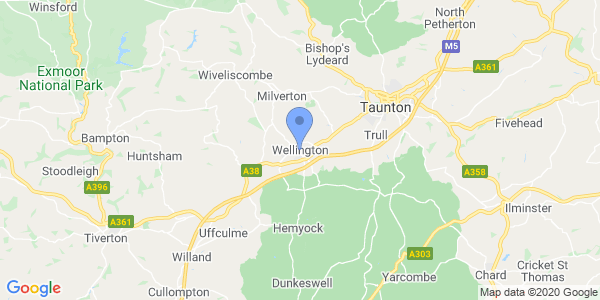 Winsford
North
Petherton
M5
Bishop's
Lydeard
A361
Exmoor
National Park
Wiveliscombe
Milverton
Taunton
Fivehead
Bampton
Trull
Wellington
Huntsham
Stoodleigh
A38
A358
A396
Ilminster
A361
Hemyock
Tiverton
Uffculme
Willand
A303
Cricket St
Thomas
Yarcombe
Chard
Dunkeswell
Cullompton
Google
Map data ©2020 Google